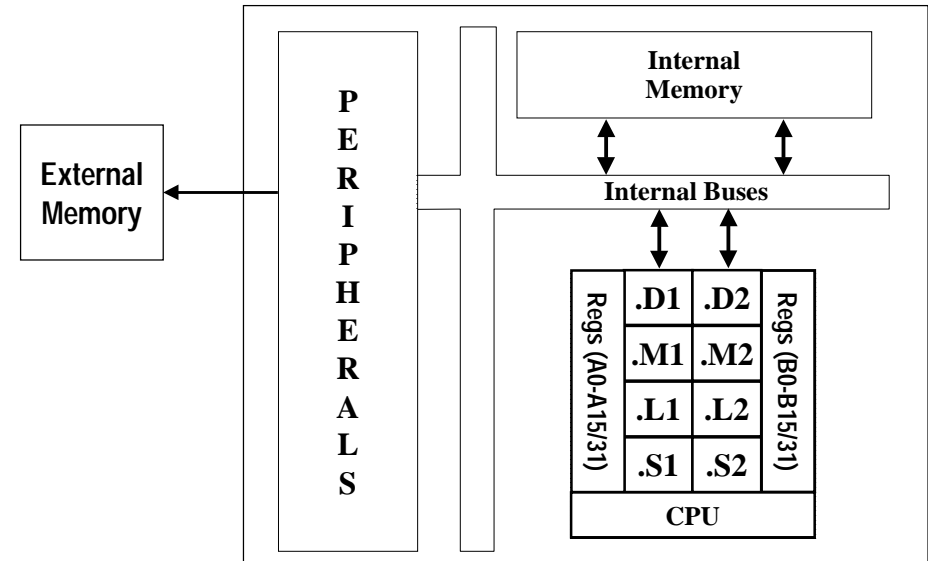 External
Memory
P
E
R
I
P
H
E
R
A
L
S
Internal
Memory
Internal Buses
Regs (A0-A15/31)
.D1 .D2
.M1 .M2
.L1 .L2
.S1 .S2
Regs (B0-B15/31)
CPU